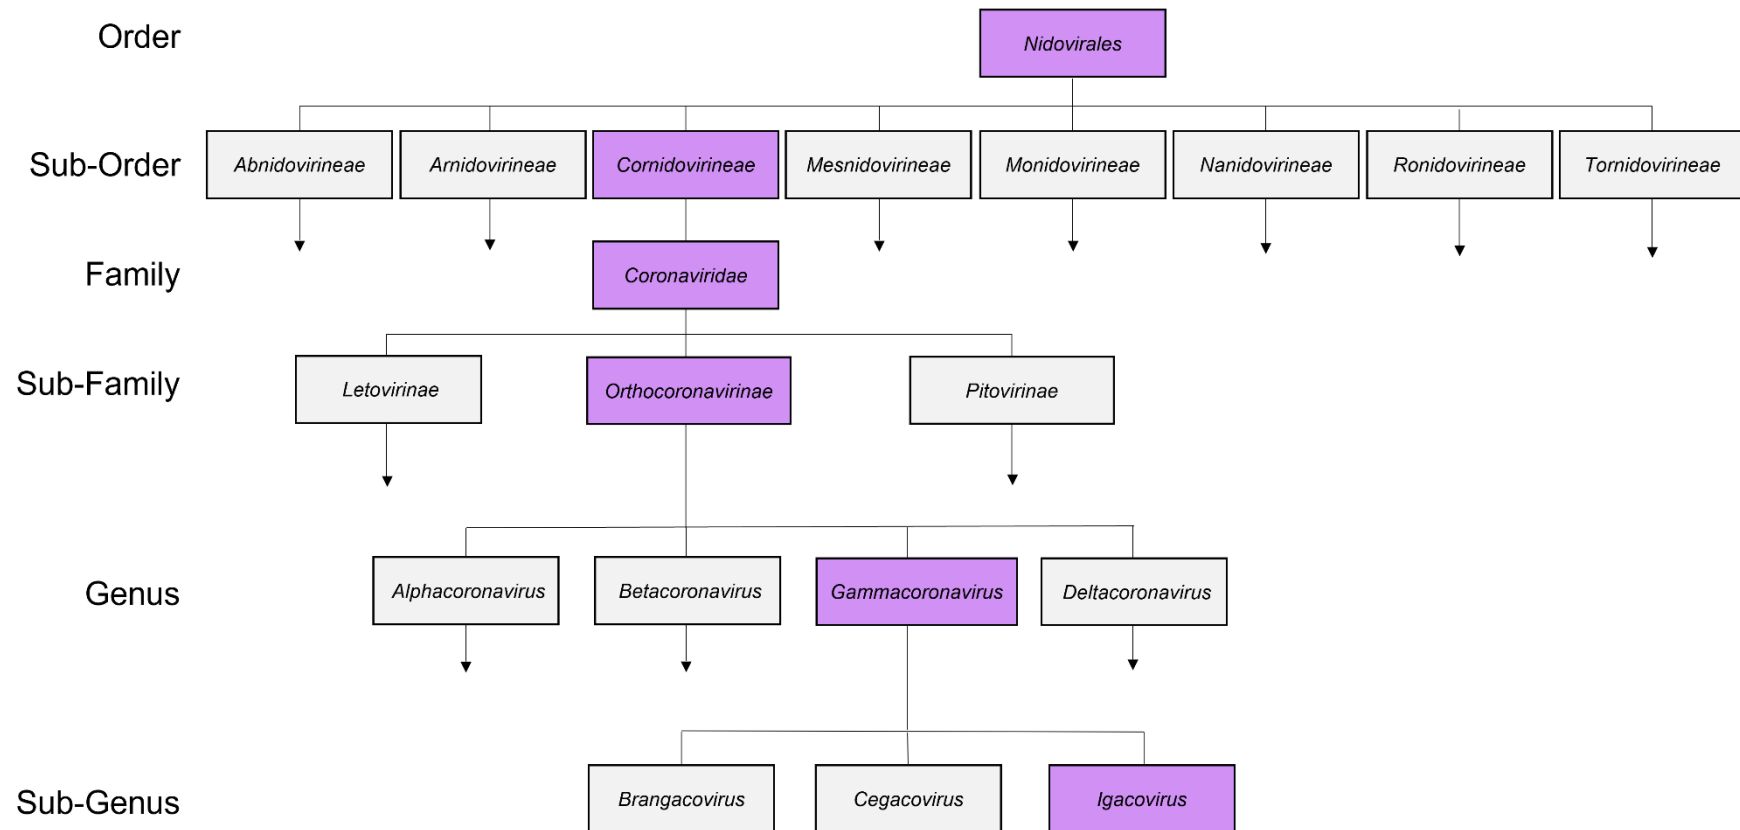 Order
Nidovirales
Sub-Order
Abnidovirineae
Arnidovirineae
Cornidovirineae
Mesnidovirineae
Monidovirineae
Nanidovirineae
Ronidovirineae
Tornidovirineae
Family
Coronaviridae
Sub-Family
Letovirinae
Orthocoronavirinae
Pitovirinae
Genus
Alphacoronavirus
Betacoronavirus
Gammacoronavirus
Deltacoronavirus
Sub-Genus
Brangacovirus
Cegacovirus
Igacovirus